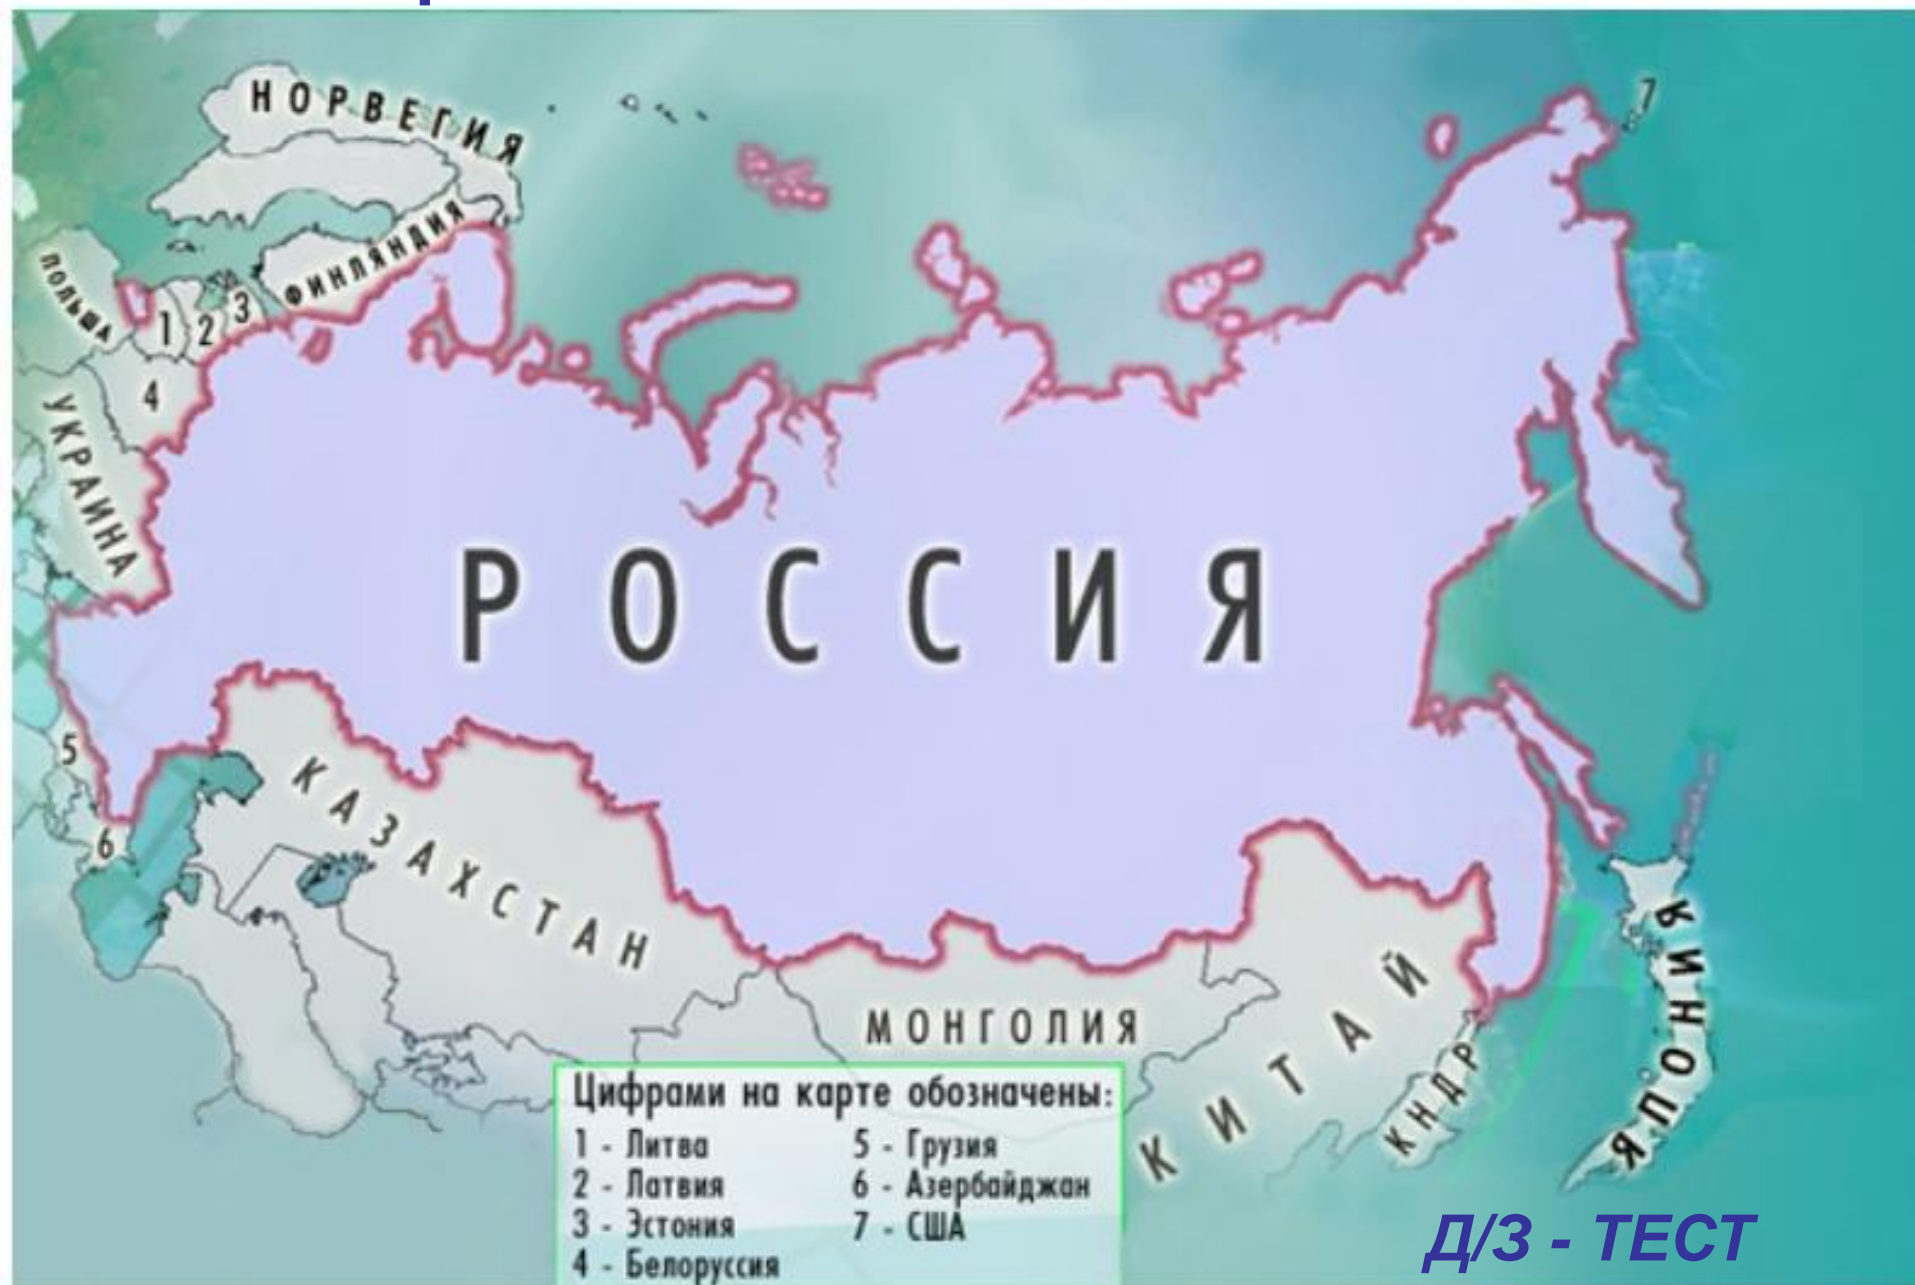 НОРВЕГИЯ
7
ФИНЛЯНДИЯ
ПОЛЬША
1
2
3
4
УКРАИНА
РОССИЯ
5
6
КАЗАХСТАН
МОНГОЛИЯ
КИТАЙ
КНДР
ЯПОНИЯ
Цифрами на карте обозначены:
1 - Литва
2 - Латвия
3 - Эстония
4 - Белоруссия
5 - Грузия
6 - Азербайджан
7 - США
Д/З - ТЕСТ